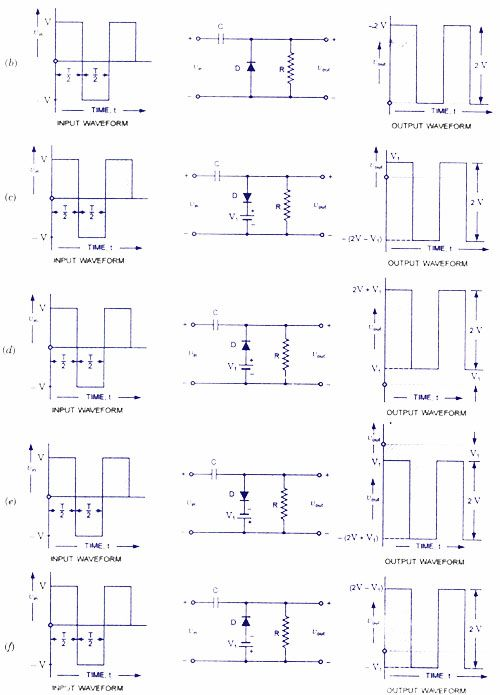 (b)
V
υin
T/2
T/2
– V
TIME, t
INPUT WAVEFORM
+
C
+
υin
D
R
υout
–
–
–2V
υout
2 V
TIME, t
OUTPUT WAVEFORM
(c)
V
υin
T/2
T/2
– V
TIME, t
INPUT WAVEFORM
+
C
+
υin
D
V1
+
–
R
υout
–
–
V1
υout
2 V
– (2V – V1)
TIME, t
OUTPUT WAVEFORM
(d)
V
υin
T/2
T/2
– V
TIME, t
INPUT WAVEFORM
+
C
+
υin
D
V1
+
–
R
υout
–
–
2V + V1
υout
2 V
V1
V1
TIME, t
OUTPUT WAVEFORM
(e)
V
υin
T/2
T/2
– V
TIME, t
INPUT WAVEFORM
+
C
+
υin
D
V1
–
+
R
υout
–
–
υout
V1
V1
υout
2 V
– (2V + V1)
TIME, t
OUTPUT WAVEFORM
(f)
V
υin
T/2
T/2
– V
TIME, t
INPUT WAVEFORM
+
C
+
υin
D
V1
–
+
R
υout
–
–
(2V – V1)
υout
2 V
– V1
TIME, t
OUTPUT WAVEFORM